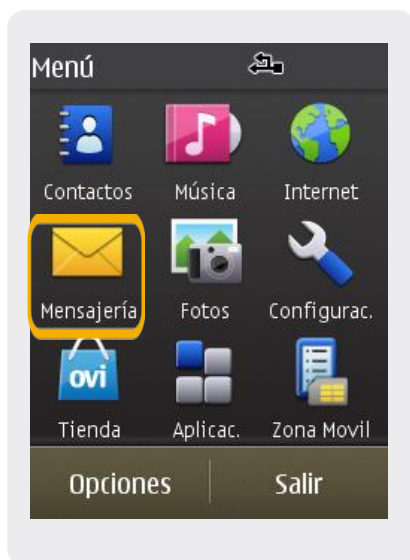 Menú
Contactos Música Internet
Mensajería Fotos Configurac.
ovi
Tienda Aplicac. Zona Movil
Opciones Salir